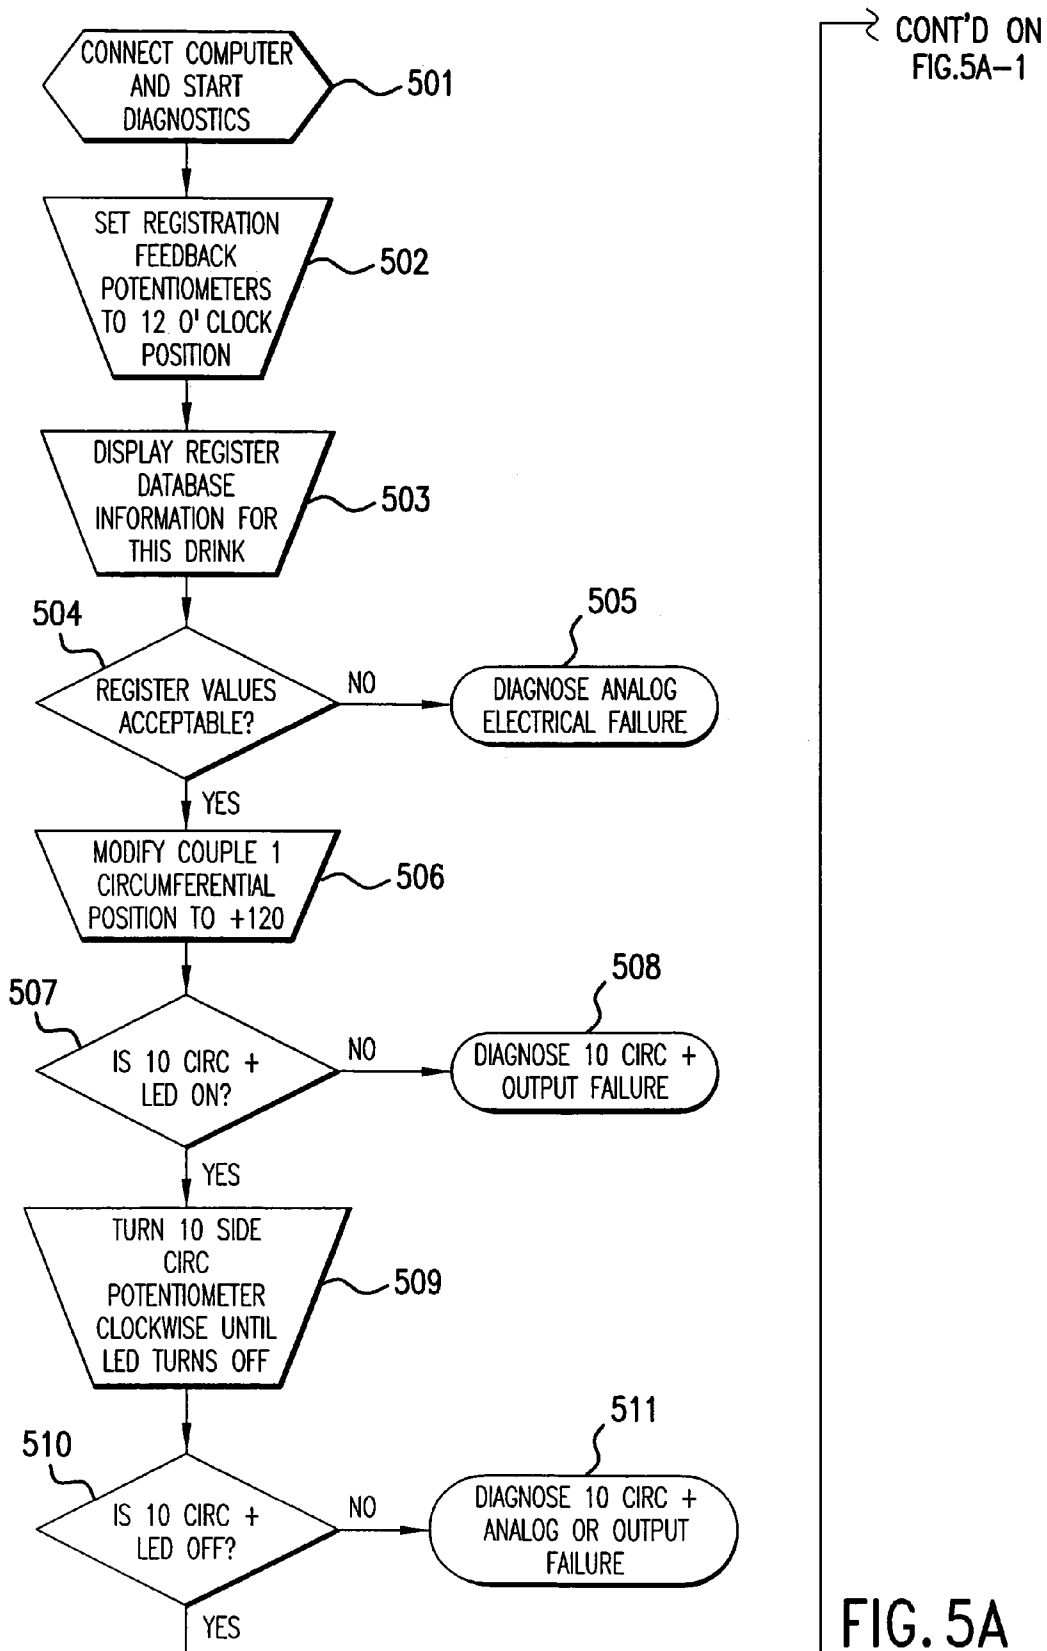 CONT'D ON
FIG.5A-1
CONNECT COMPUTER
AND START
DIAGNOSTICS
501
SET REGISTRATION
FEEDBACK
POTENTIOMETERS
TO 12 O'CLOCK
POSITION
502
DISPLAY REGISTER
DATABASE
INFORMATION FOR
THIS DRINK
503
504
REGISTER VALUES
ACCEPTABLE?
NO
505
DIAGNOSE ANALOG
ELECTRICAL FAILURE
YES
MODIFY COUPLE 1
CIRCUMFERENTIAL
POSITION TO +120
506
507
IS 10 CIRC +
LED ON?
NO
508
DIAGNOSE 10 CIRC +
OUTPUT FAILURE
YES
TURN 10 SIDE
CIRC
POTENTIOMETER
CLOCKWISE UNTIL
LED TURNS OFF
509
510
IS 10 CIRC +
LED OFF?
NO
511
DIAGNOSE 10 CIRC +
ANALOG OR OUTPUT
FAILURE
YES
FIG. 5A